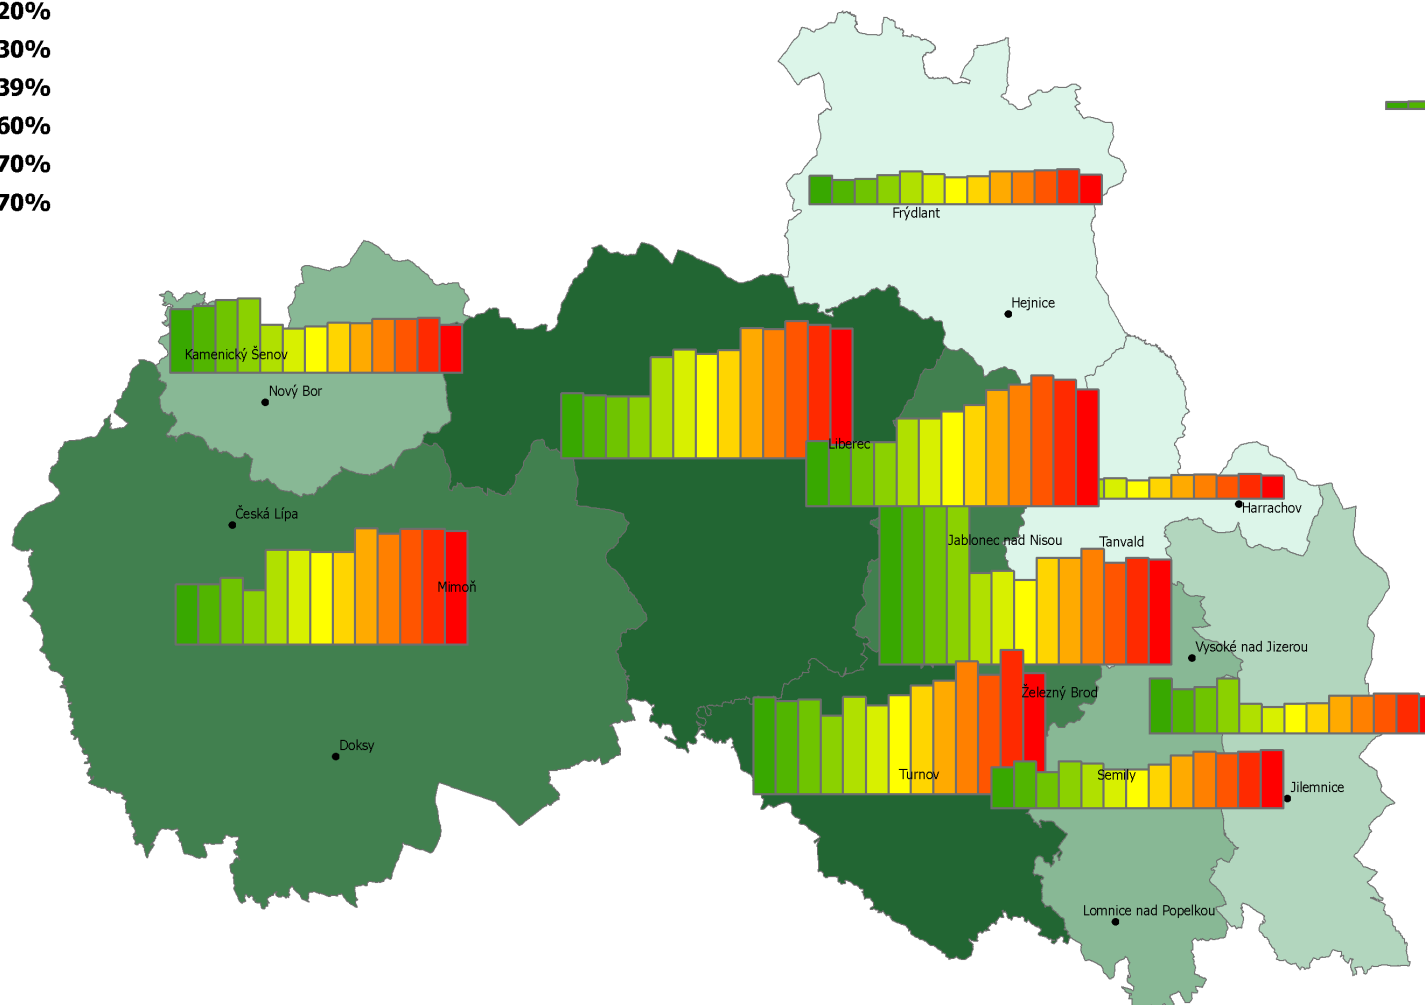 20%
30%
39%
60%
70%
70%
Frýdlant
Hejnice
Kamenický Šenov
Nový Bor
Liberec
Harrachov
Česká Lípa
Jablonec nad Nisou
Tanvald
Mimoň
Vysoké nad Jizerou
Železný Brod
Doksy
Turnov
Semily
Jilemnice
Lomnice nad Popelkou